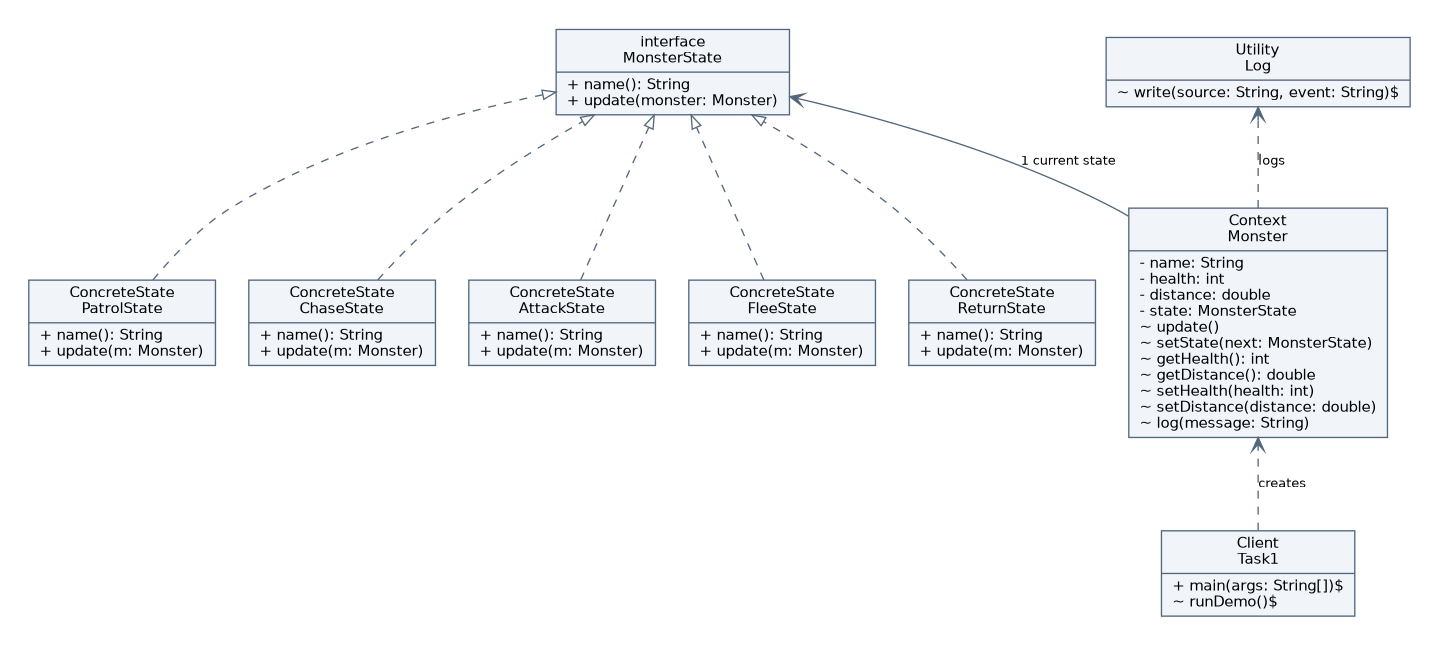 interface
MonsterState
+ name(): String
+ update(monster: Monster)
Utility
Log
~ write(source: String, event: String)$
1 current state
logs
Context
Monster
- name: String
- health: int
- distance: double
- state: MonsterState
~ update()
~ setState(next: MonsterState)
~ getHealth(): int
~ getDistance(): double
~ setHealth(health: int)
~ setDistance(distance: double)
~ log(message: String)
ConcreteState
PatrolState
+ name(): String
+ update(m: Monster)
ConcreteState
ChaseState
+ name(): String
+ update(m: Monster)
ConcreteState
AttackState
+ name(): String
+ update(m: Monster)
ConcreteState
FleeState
+ name(): String
+ update(m: Monster)
ConcreteState
ReturnState
+ name(): String
+ update(m: Monster)
creates
Client
Task1
+ main(args: String[])$
~ runDemo()$